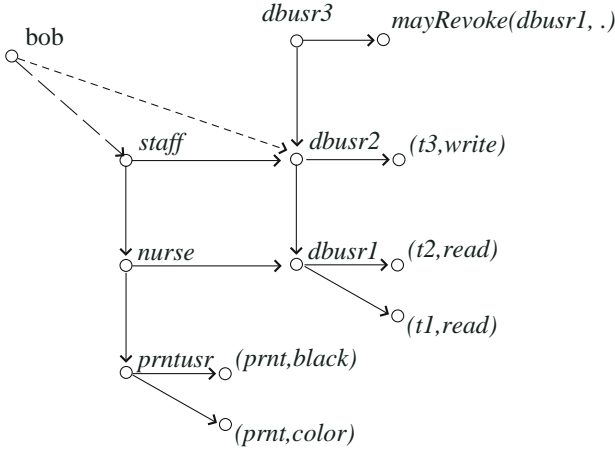 dbusr3
mayRevoke(dbusr1, .)
bob
staff
dbusr2
(t3,write)
nurse
dbusr1
(t2,read)
(t1,read)
prntusr
(prnt,black)
(prnt,color)